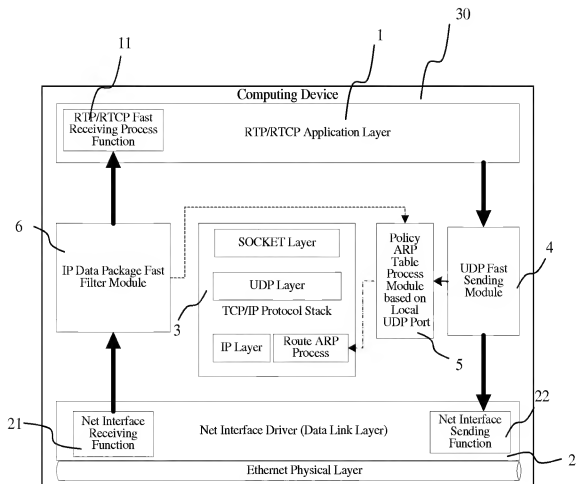 30
1
11
Computing Device
RTP/RTCP Fast
Receiving Process
Function
RTP/RTCP Application Layer
6
IP Data Package Fast
Filter Module
SOCKET Layer
UDP Layer
TCP/IP Protocol Stack
3
IP Layer
Route ARP
Process
Policy
ARP
Table
Process
Module
based on
Local
UDP Port
5
UDP Fast
Sending
Module
4
21
Net Interface
Receiving
Function
Net Interface Driver (Data Link Layer)
Net Interface
Sending
Function
22
2
Ethernet Physical Layer